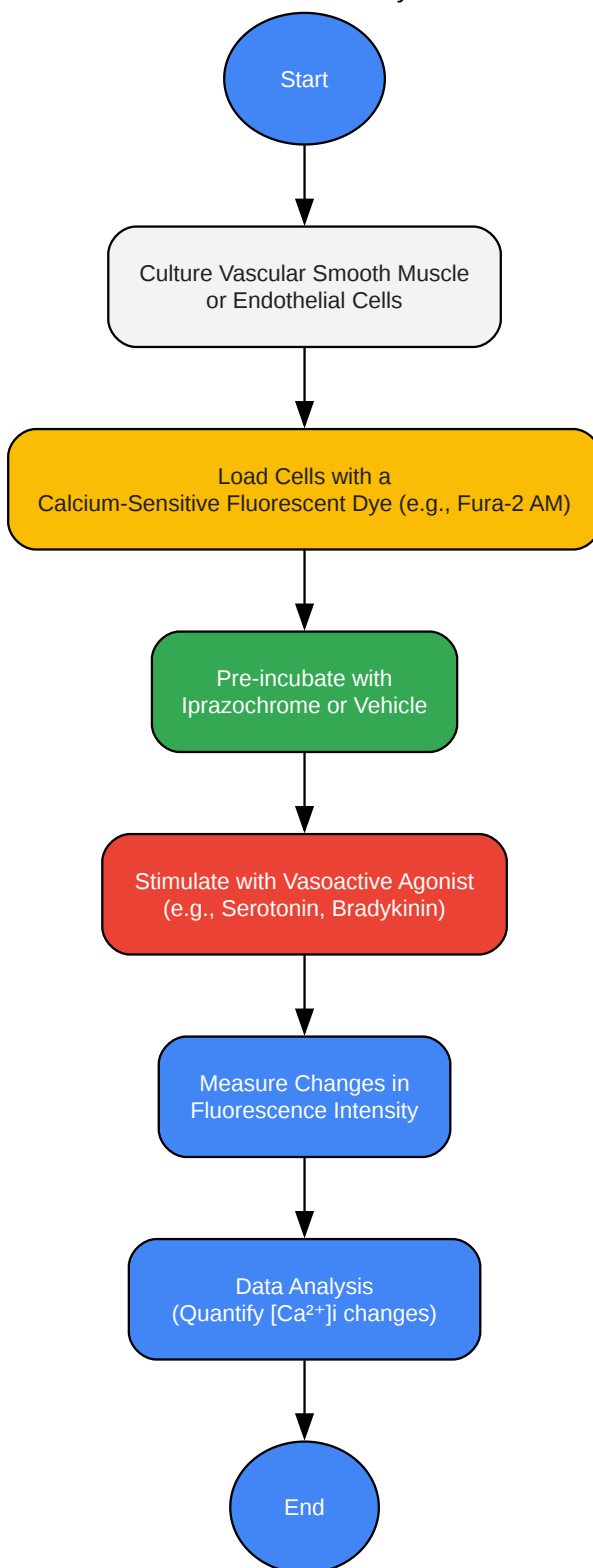 Start
Culture Vascular Smooth Muscle
or Endothelial Cells
Load Cells with a
Calcium-Sensitive Fluorescent Dye (e.g., Fura-2 AM)
Pre-incubate with
Iprazochrome or Vehicle
Stimulate with Vasoactive Agonist
(e.g., Serotonin, Bradykinin)
Measure Changes in
Fluorescence Intensity
Data Analysis
(Quantify [Ca²⁺]i changes)
End